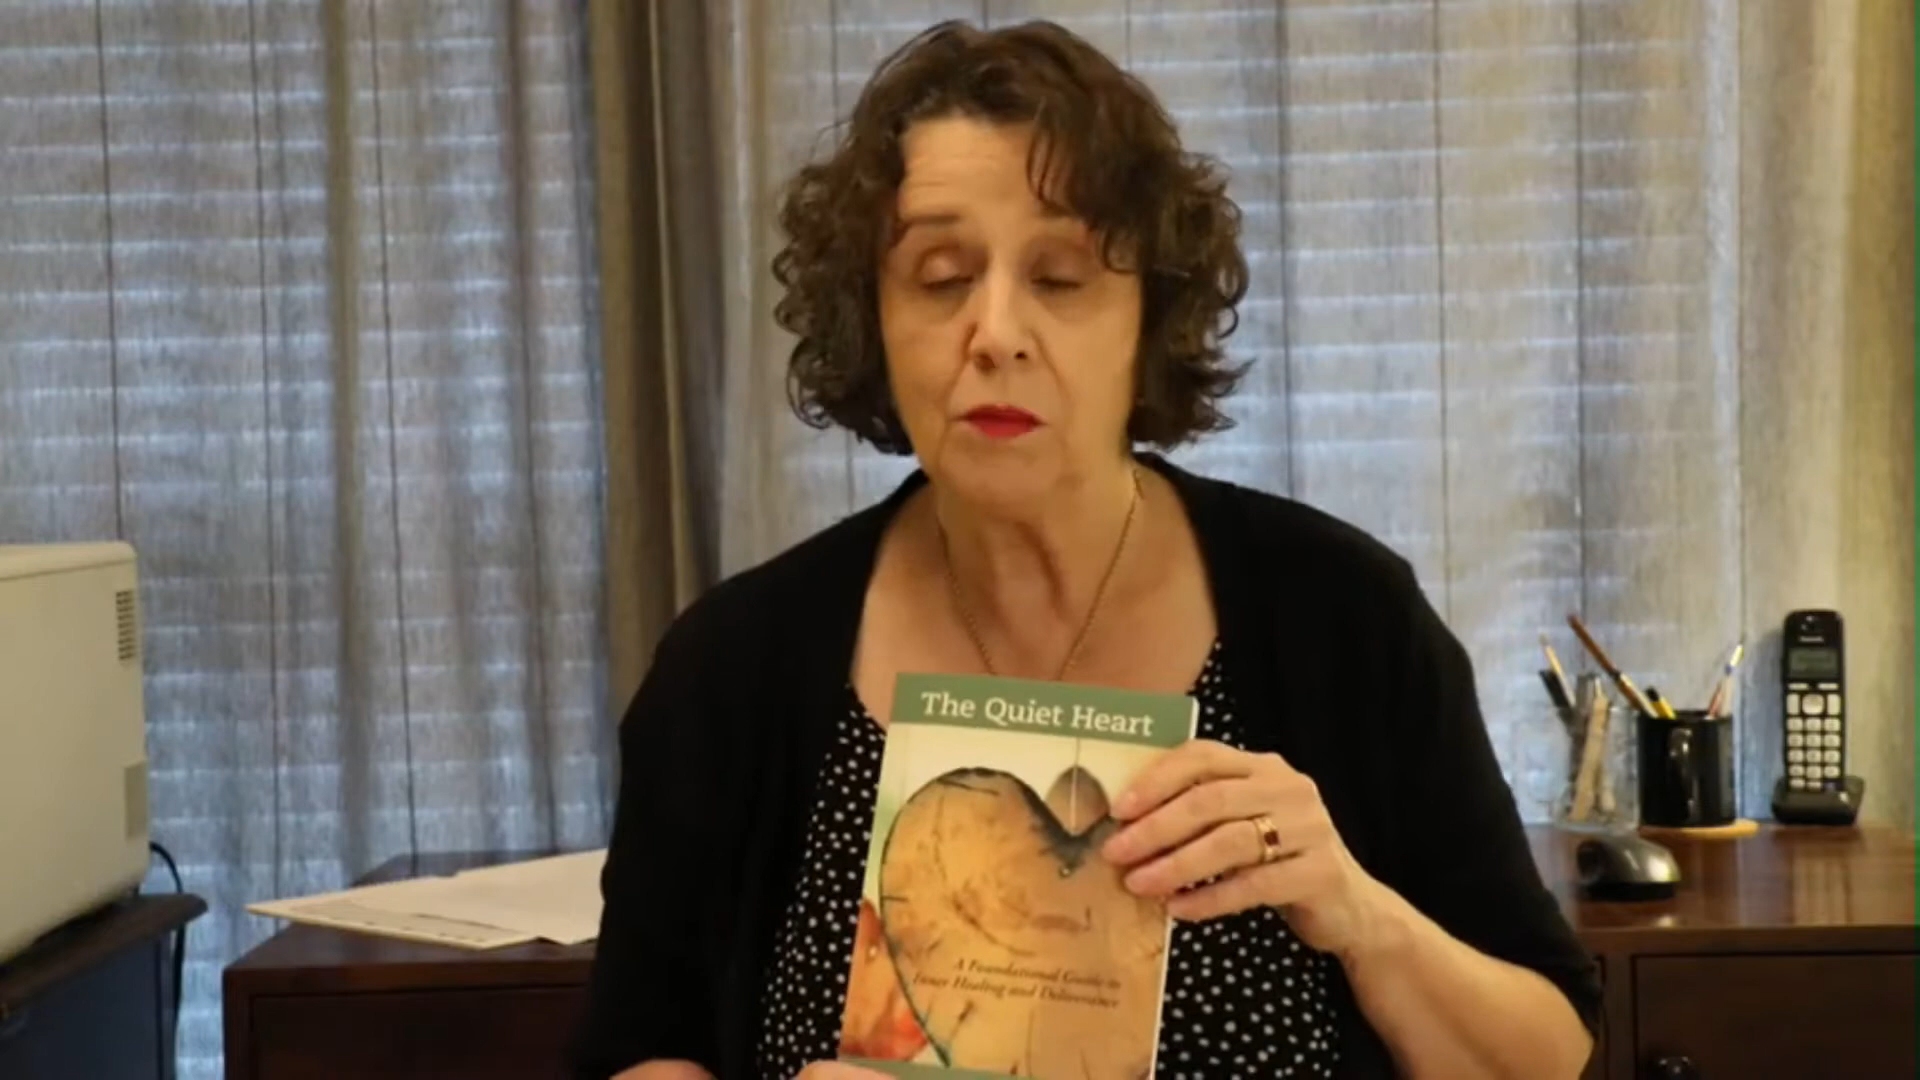 The Quiet Heart
A Foundational Guide to
Inner Healing and Deliverance